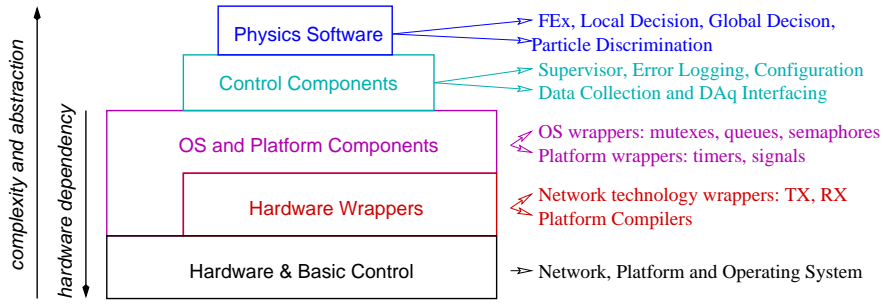 complexity and abstraction
hardware dependency
Physics Software
FEx, Local Decision, Global Decison,
Particle Discrimination
Control Components
Supervisor, Error Logging, Configuration
Data Collection and DAq Interfacing
OS and Platform Components
OS wrappers: mutexes, queues, semaphores
Platform wrappers: timers, signals
Hardware Wrappers
Network technology wrappers: TX, RX
Platform Compilers
Hardware & Basic Control
Network, Platform and Operating System